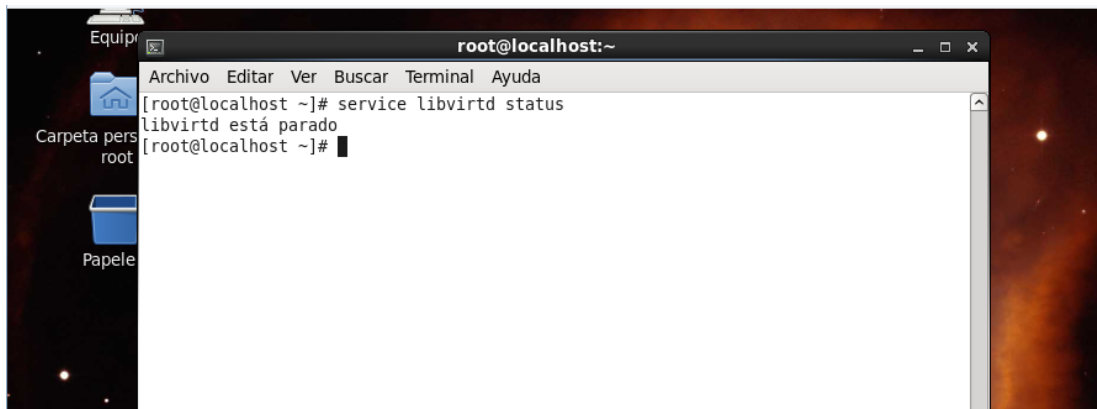 Equip
root@localhost:~
Archivo Editar Ver Buscar Terminal Ayuda
[root@localhost ~]# service libvirtd status
libvirtd está parado
[root@localhost ~]#
Carpeta pers
root
Papele